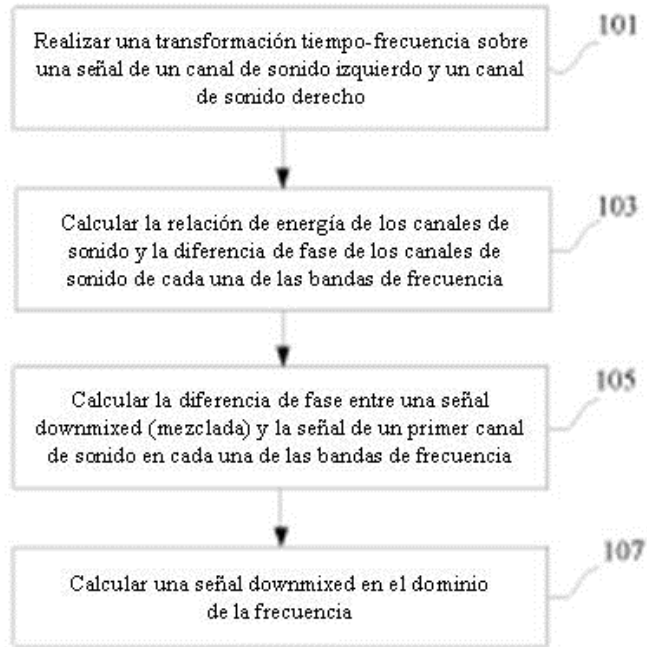 Realizar una transformación tiempo-frecuencia sobre
una señal de un canal de sonido izquierdo y un canal
de sonido derecho
101
Calcular la relación de energía de los canales de
sonido y la diferencia de fase de los canales de
sonido de cada una de las bandas de frecuencia
103
Calcular la diferencia de fase entre una señal
downmixed (mezclada) y la señal de un primer canal
de sonido en cada una de las bandas de frecuencia
105
Calcular una señal downmixed en el dominio
de la frecuencia
107